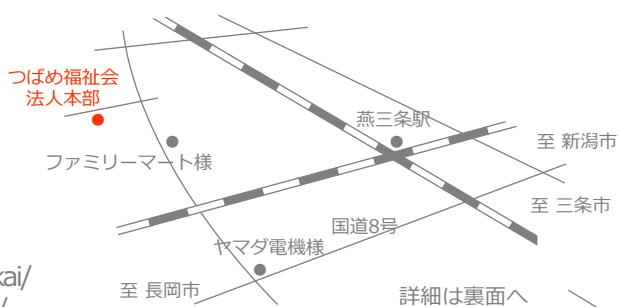 つばめ福祉会
法人本部
燕三条駅
至 新潟市
ファミリーマート様
至 三条市
国道8号
ヤマダ電機様
kai/
至 長岡市
詳細は裏面へ
/